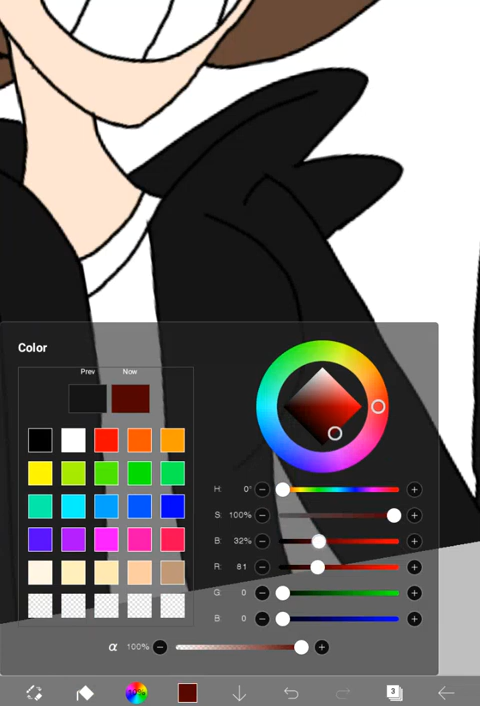 Color
Prev Now
H: 0°
S: 100%
B: 32%
R: 81
G: 0
B: 0
α 100%
3